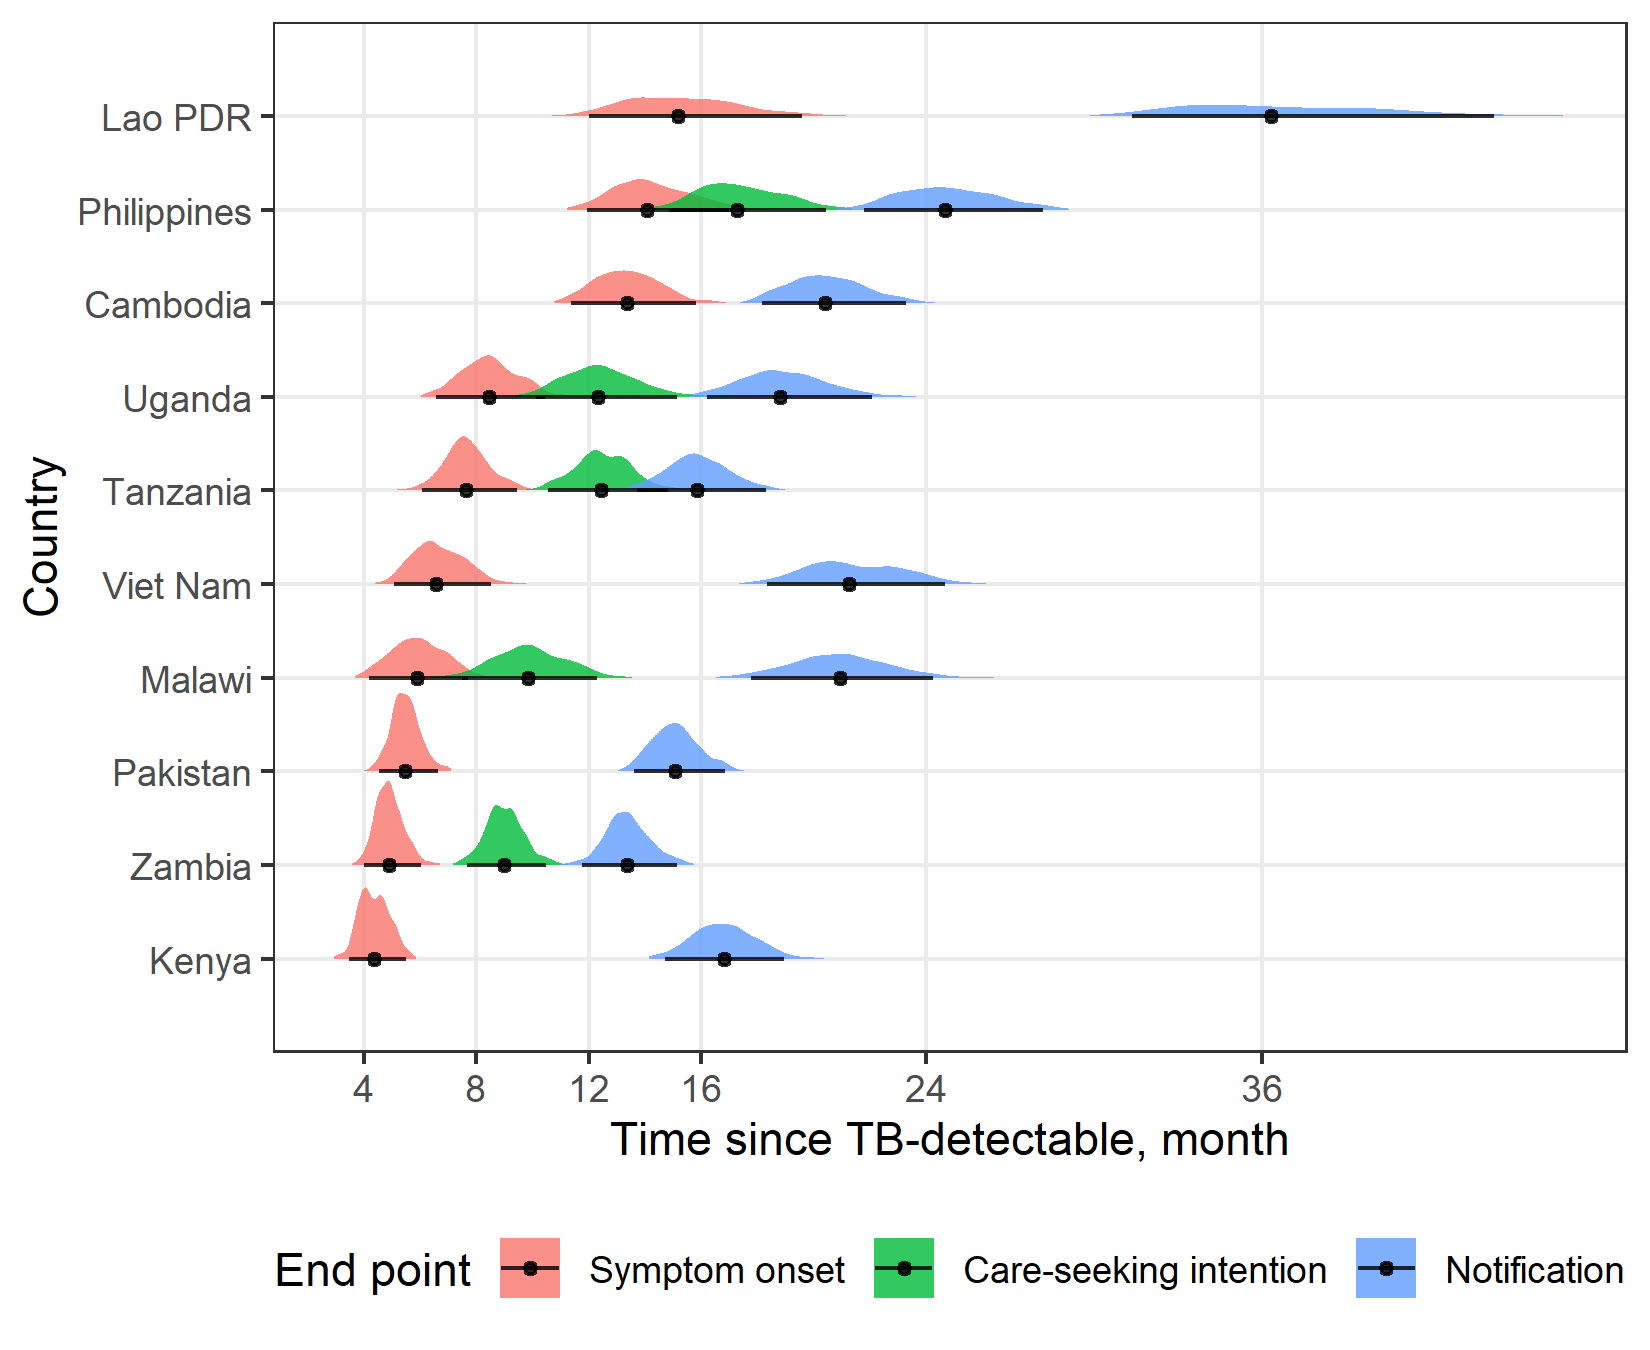 Lao PDR
Philippines
Cambodia
Uganda
Tanzania
Viet Nam
Malawi
Pakistan
Zambia
Kenya
Country
4 8 12 16 24 36
Time since TB-detectable, month
End point Symptom onset Care-seeking intention Notification